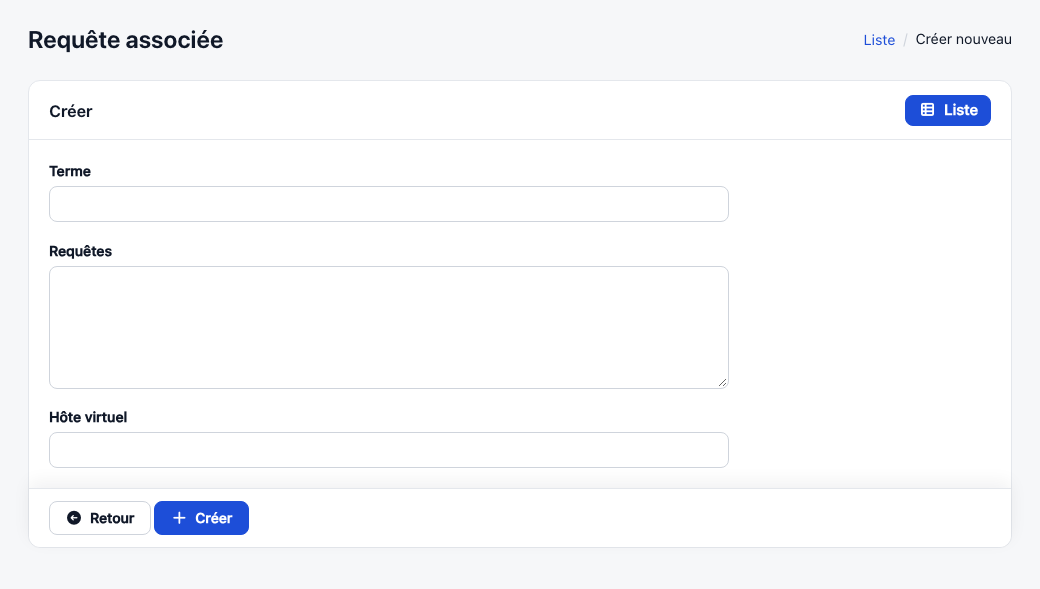 Requête associée
Liste / Créer nouveau
Créer
Liste
Terme
Requêtes
Hôte virtuel
Retour
Créer